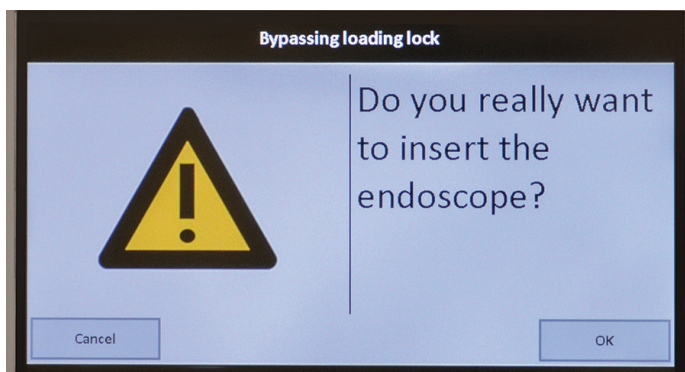 Bypassing loading lock
Do you really want
to insert the
endoscope?
Cancel
OK